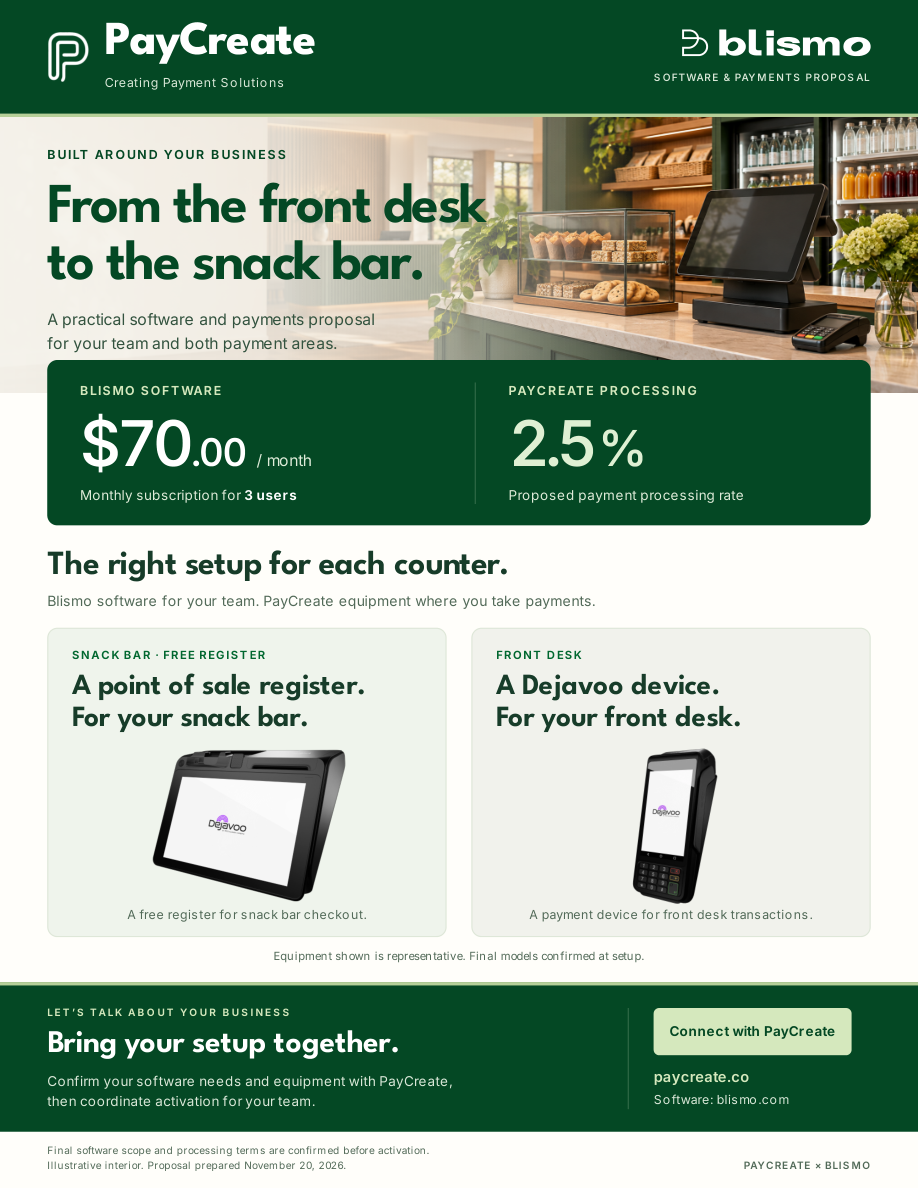 PayCreate
Creating Payment Solutions
blismo
SOFTWARE & PAYMENTS PROPOSAL
BUILT AROUND YOUR BUSINESS
From the front desk
to the snack bar.
A practical software and payments proposal
for your team and both payment areas.
BLISMO SOFTWARE
$70.00 / month
Monthly subscription for 3 users
PAYCREATE PROCESSING
2.5%
Proposed payment processing rate
The right setup for each counter.
Blismo software for your team. PayCreate equipment where you take payments.
SNACK BAR · FREE REGISTER
A point of sale register.
For your snack bar.
Dejavoo
A free register for snack bar checkout.
FRONT DESK
A Dejavoo device.
For your front desk.
Dejavoo
A payment device for front desk transactions.
Equipment shown is representative. Final models confirmed at setup.
LET’S TALK ABOUT YOUR BUSINESS
Bring your setup together.
Confirm your software needs and equipment with PayCreate,
then coordinate activation for your team.
Connect with PayCreate
paycreate.co
Software: blismo.com
Final software scope and processing terms are confirmed before activation.
Illustrative interior. Proposal prepared November 20, 2026.
PAYCREATE × BLISMO